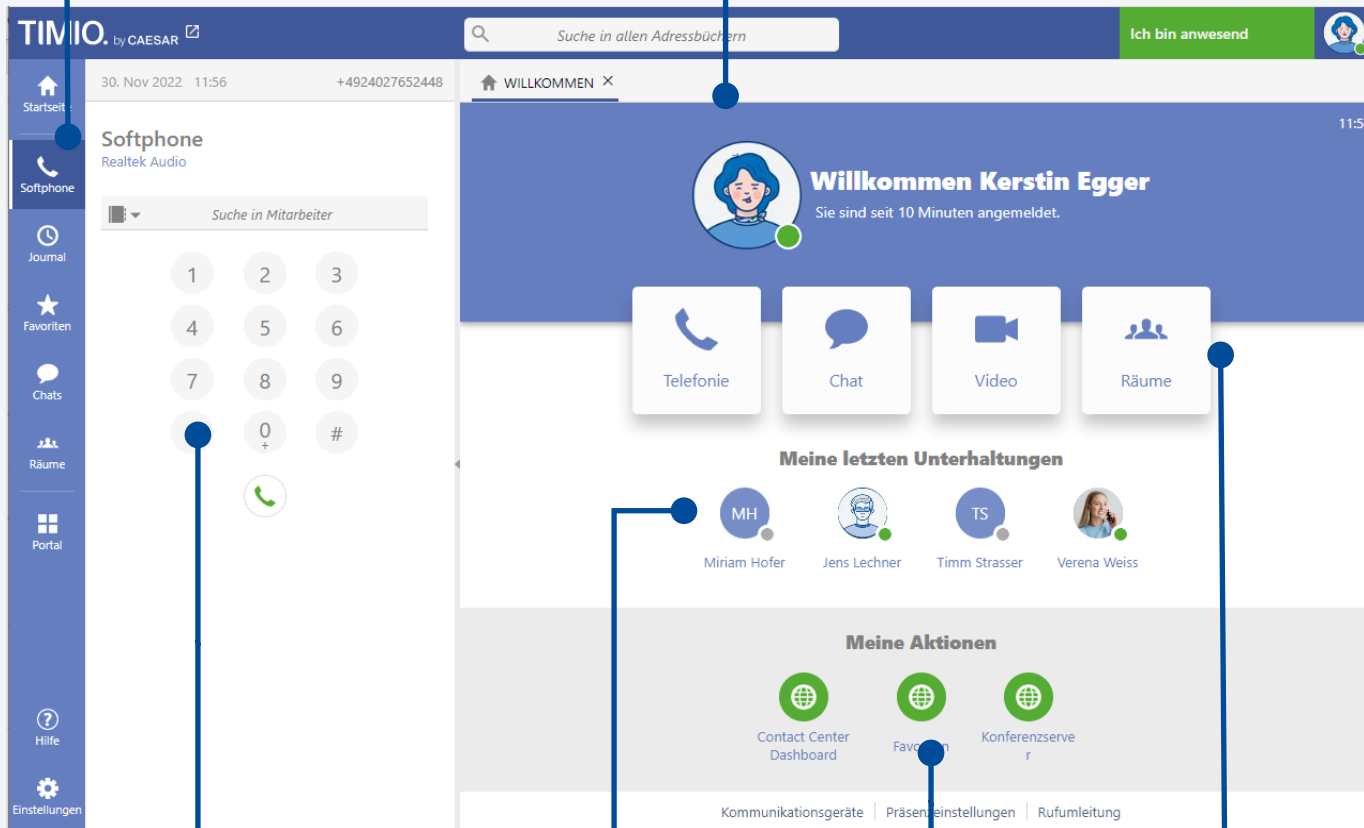 TIMIO. by CAESAR
Suche in allen Adressbüchern
Ich bin anwesend
Startseite
Softphone
Journal
Favoriten
Chats
Räume
Portal
Hilfe
Einstellungen
30. Nov 2022 11:56 +4924027652448
Softphone
Realtek Audio
Suche in Mitarbeiter
1 2 3
4 5 6
7 8 9
0 #
+
WILLKOMMEN ×
11:5
Willkommen Kerstin Egger
Sie sind seit 10 Minuten angemeldet.
Telefonie Chat Video Räume
Meine letzten Unterhaltungen
MH TS
Miriam Hofer Jens Lechner Timm Strasser Verena Weiss
Meine Aktionen
Contact Center
Dashboard
Favoriten
Konferenzserve
r
Kommunikationsgeräte | Präsenzeinstellungen | Rufumleitung